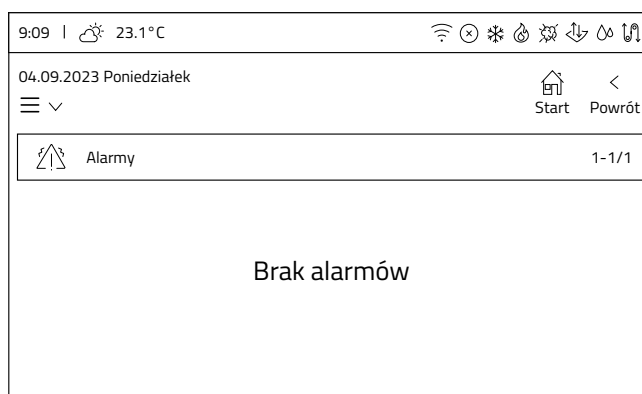 9:09 | 23.1°C
04.09.2023 Poniedziałek
Start Powrót
Alarmy 1-1/1
Brak alarmów